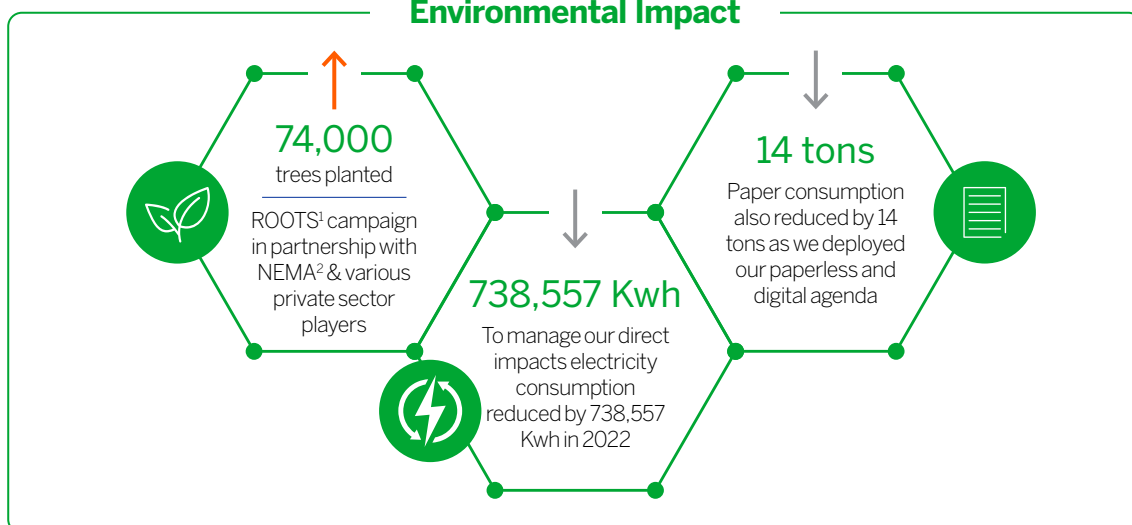 Environmental Impact
74,000
trees planted
ROOTS¹ campaign
in partnership with
NEMA² & various
private sector
players
738,557 Kwh
To manage our direct
impacts electricity
consumption
reduced by 738,557
Kwh in 2022
14 tons
Paper consumption
also reduced by 14
tons as we deployed
our paperless and
digital agenda